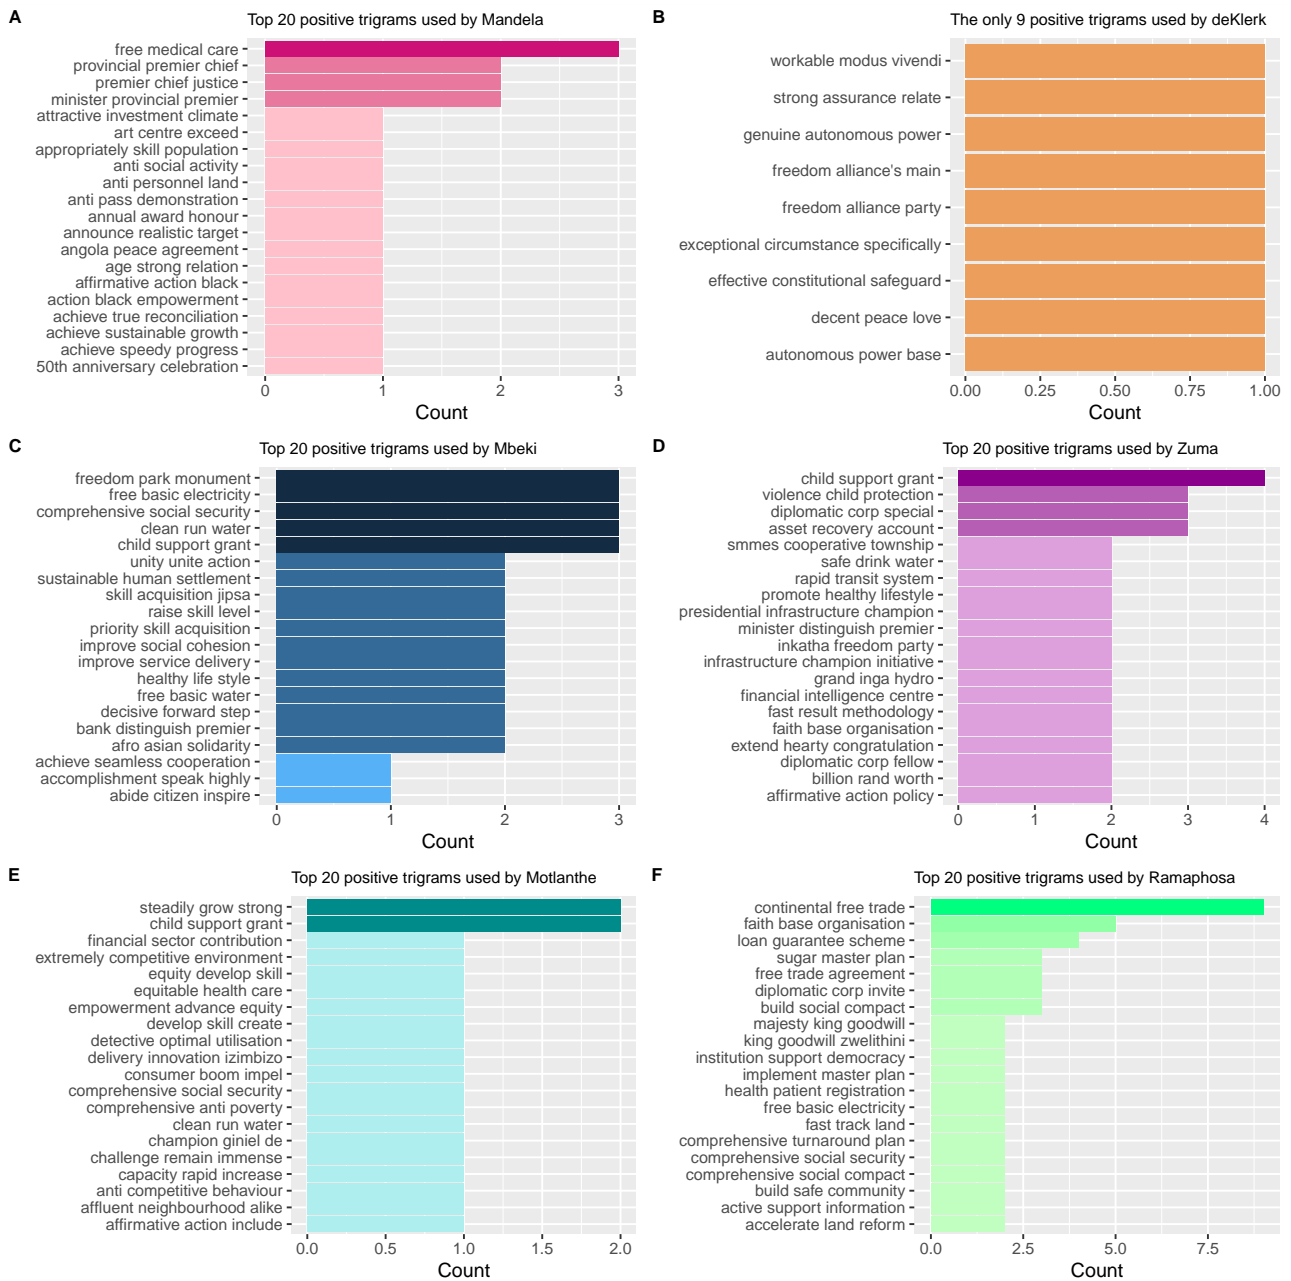 A
Top 20 positive trigrams used by Mandela
free medical care
provincial premier chief
premier chief justice
minister provincial premier
attractive investment climate
art centre exceed
appropriately skill population
anti social activity
anti personnel land
anti pass demonstration
annual award honour
announce realistic target
angola peace agreement
age strong relation
affirmative action black
action black empowerment
achieve true reconciliation
achieve sustainable growth
achieve speedy progress
50th anniversary celebration
0 1 2 3
Count
B
The only 9 positive trigrams used by deKlerk
workable modus vivendi
strong assurance relate
genuine autonomous power
freedom alliance's main
freedom alliance party
exceptional circumstance specifically
effective constitutional safeguard
decent peace love
autonomous power base
0.00 0.25 0.50 0.75 1.00
Count
C
Top 20 positive trigrams used by Mbeki
freedom park monument
free basic electricity
comprehensive social security
clean run water
child support grant
unity unite action
sustainable human settlement
skill acquisition jipsa
raise skill level
priority skill acquisition
improve social cohesion
improve service delivery
healthy life style
free basic water
decisive forward step
bank distinguish premier
afro asian solidarity
achieve seamless cooperation
accomplishment speak highly
abide citizen inspire
0 1 2 3
Count
D
Top 20 positive trigrams used by Zuma
child support grant
violence child protection
diplomatic corp special
asset recovery account
smmes cooperative township
safe drink water
rapid transit system
promote healthy lifestyle
presidential infrastructure champion
minister distinguish premier
inkatha freedom party
infrastructure champion initiative
grand inga hydro
financial intelligence centre
fast result methodology
faith base organisation
extend hearty congratulation
diplomatic corp fellow
billion rand worth
affirmative action policy
0 1 2 3 4
Count
E
Top 20 positive trigrams used by Motlanthe
steadily grow strong
child support grant
financial sector contribution
extremely competitive environment
equity develop skill
equitable health care
empowerment advance equity
develop skill create
detective optimal utilisation
delivery innovation izimbizo
consumer boom impel
comprehensive social security
comprehensive anti poverty
clean run water
champion giniel de
challenge remain immense
capacity rapid increase
anti competitive behaviour
affluent neighbourhood alike
affirmative action include
0.0 0.5 1.0 1.5 2.0
Count
F
Top 20 positive trigrams used by Ramaphosa
continental free trade
faith base organisation
loan guarantee scheme
sugar master plan
free trade agreement
diplomatic corp invite
build social compact
majesty king goodwill
king goodwill zwelithini
institution support democracy
implement master plan
health patient registration
free basic electricity
fast track land
comprehensive turnaround plan
comprehensive social security
comprehensive social compact
build safe community
active support information
accelerate land reform
0.0 2.5 5.0 7.5
Count